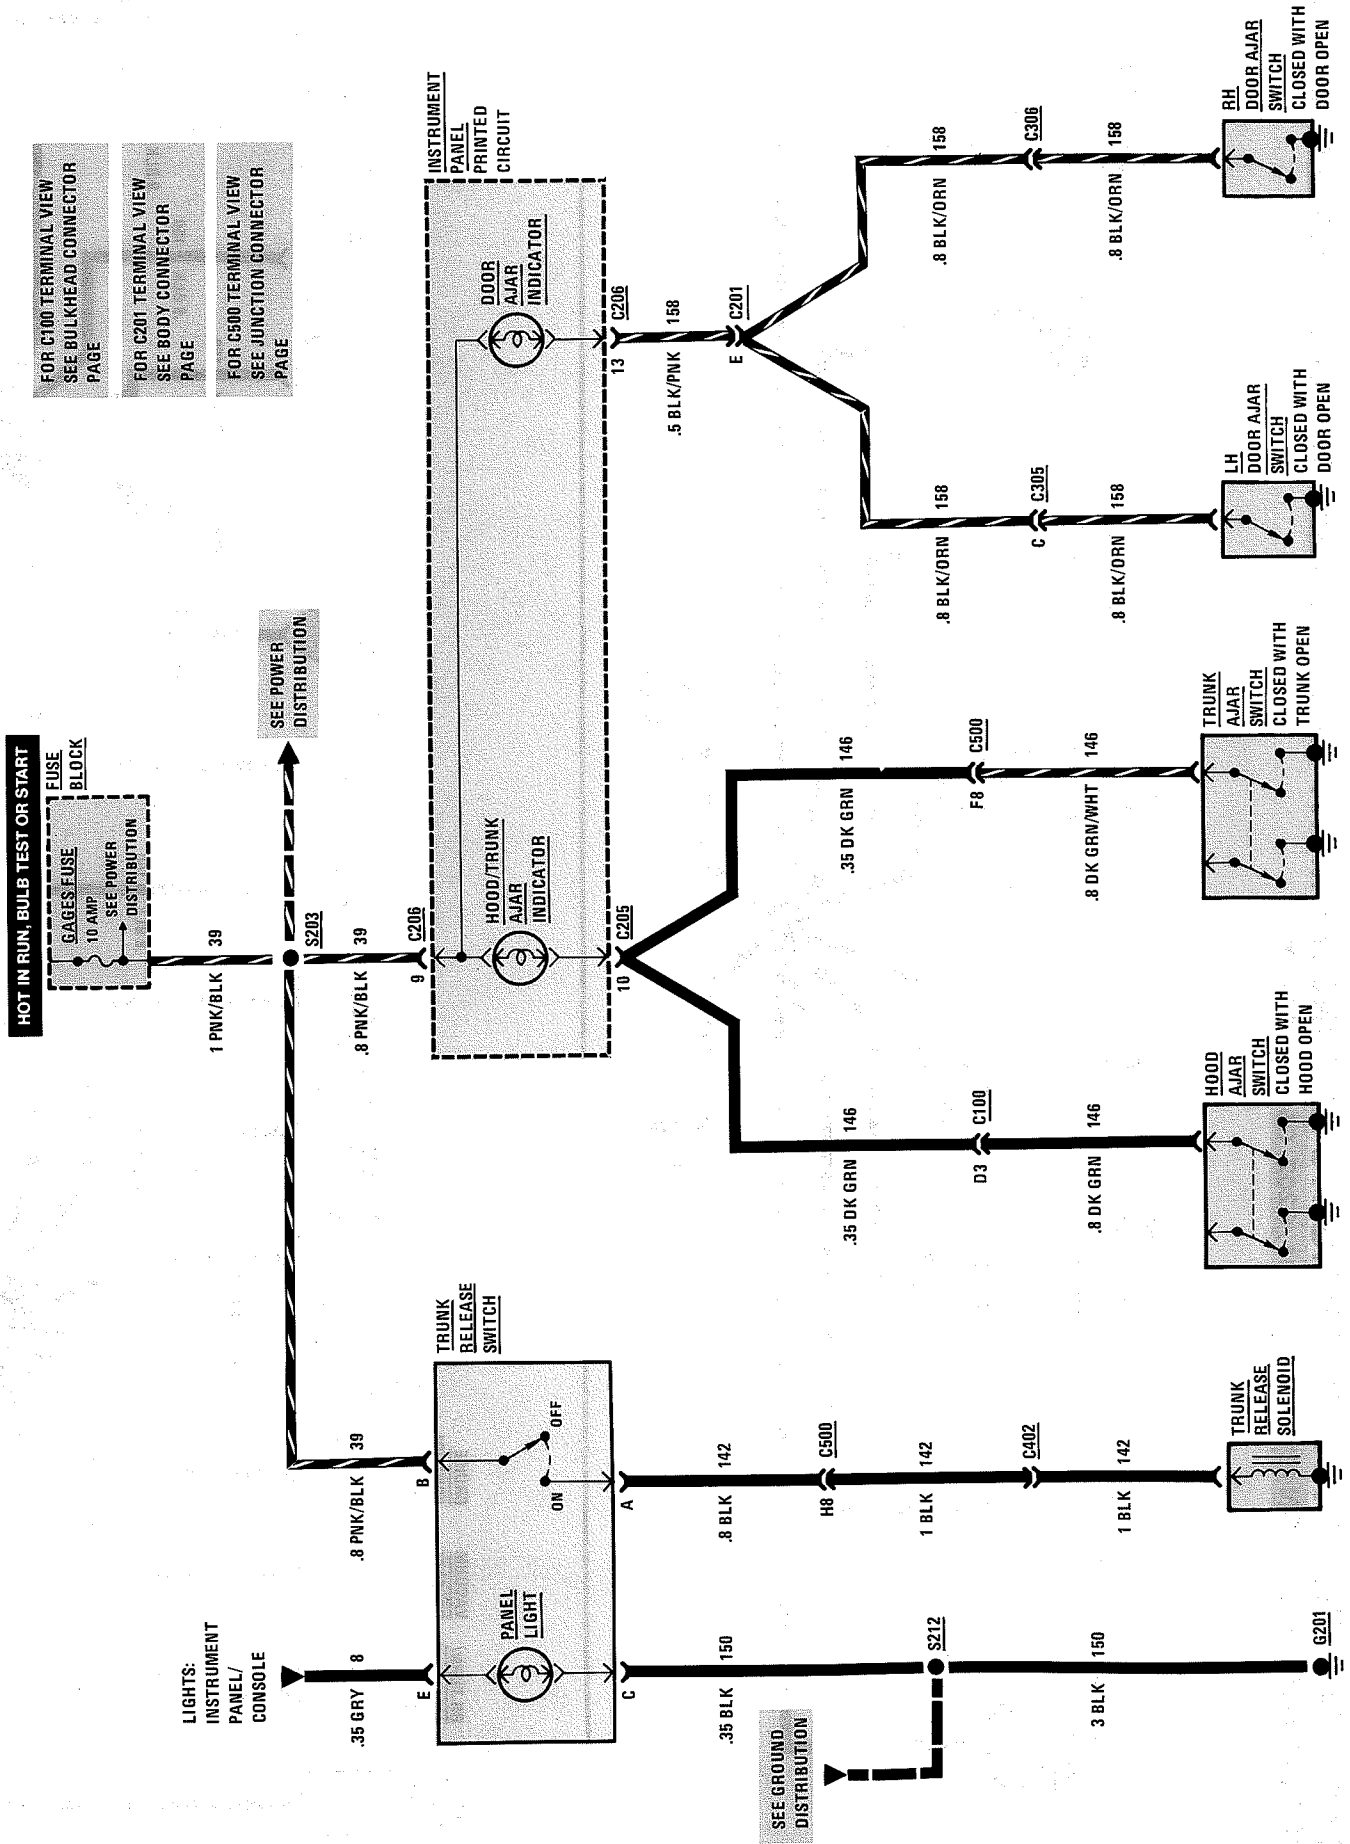 HOT IN RUN, BULB TEST OR START
FUSE
BLOCK
GAGES FUSE
10 AMP
SEE POWER
DISTRIBUTION
1 PNK/BLK
39
S203
SEE POWER
DISTRIBUTION
FOR C100 TERMINAL VIEW
SEE BULKHEAD CONNECTOR
PAGE
FOR C201 TERMINAL VIEW
SEE BODY CONNECTOR
PAGE
FOR C500 TERMINAL VIEW
SEE JUNCTION CONNECTOR
PAGE
LIGHTS:
INSTRUMENT
PANEL/
CONSOLE
.35 GRY
8
E
.8 PNK/BLK
39
B
TRUNK
RELEASE
SWITCH
PANEL
LIGHT
ON
OFF
C
A
.8 PNK/BLK
39
9
C206
INSTRUMENT
PANEL
PRINTED
CIRCUIT
HOOD/TRUNK
AJAR
INDICATOR
DOOR
AJAR
INDICATOR
10
C205
13
C206
.35 BLK
150
SEE GROUND
DISTRIBUTION
S212
3 BLK
150
G201
.8 BLK
142
H8
C500
1 BLK
142
C402
1 BLK
142
TRUNK
RELEASE
SOLENOID
.35 DK GRN
146
D3
C100
.8 DK GRN
146
HOOD
AJAR
SWITCH
CLOSED WITH
HOOD OPEN
.35 DK GRN
146
F8
C500
.8 DK GRN/WHT
146
TRUNK
AJAR
SWITCH
CLOSED WITH
TRUNK OPEN
.5 BLK/PNK
158
E
C201
.8 BLK/ORN
158
C
C305
.8 BLK/ORN
158
LH
DOOR AJAR
SWITCH
CLOSED WITH
DOOR OPEN
.8 BLK/ORN
158
C306
.8 BLK/ORN
158
RH
DOOR AJAR
SWITCH
CLOSED WITH
DOOR OPEN